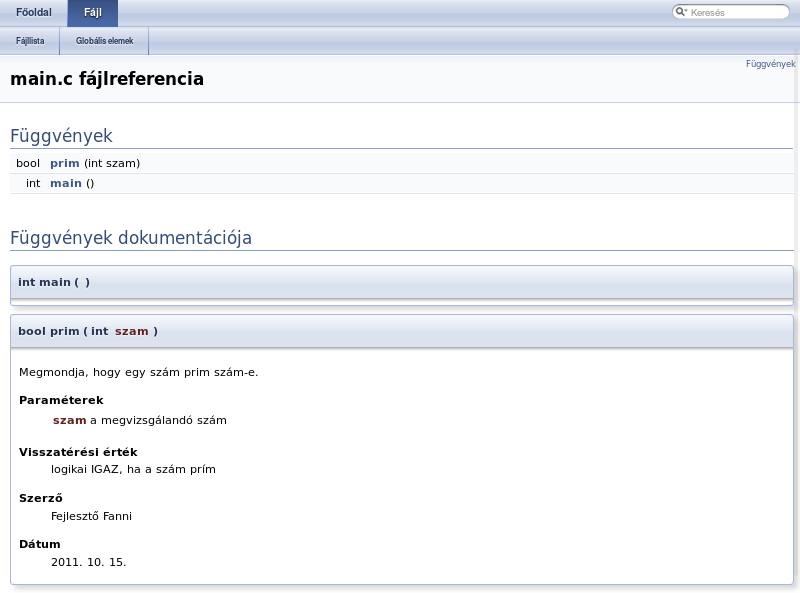 Főoldal Fájl Keresés
Fájllista Globális elemek
Függvények
main.c fájlreferencia
Függvények
bool prim (int szam)
int main ()
Függvények dokumentációja
int main ( )
bool prim ( int szam )
Megmondja, hogy egy szám prim szám-e.
Paraméterek
szam a megvizsgálandó szám
Visszatérési érték
logikai IGAZ, ha a szám prím
Szerző
Fejlesztő Fanni
Dátum
2011. 10. 15.